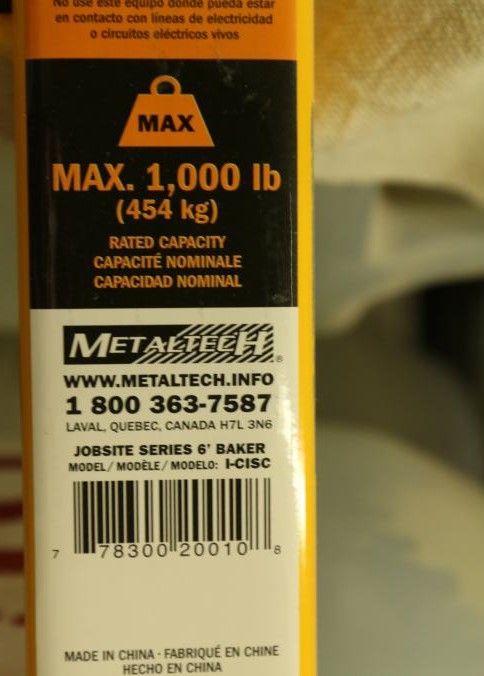 No use este equipo donde pueda estar
en contacto con líneas de electricidad
o circuitos eléctricos vivos
MAX
MAX. 1,000 lb
(454 kg)
RATED CAPACITY
CAPACITÉ NOMINALE
CAPACIDAD NOMINAL
METALTECH®
WWW.METALTECH.INFO
1 800 363-7587
LAVAL, QUEBEC, CANADA H7L 3N6
JOBSITE SERIES 6' BAKER
MODEL / MODÈLE / MODELO: I-CISC
7 78300 20010 8
MADE IN CHINA · FABRIQUÉ EN CHINE
HECHO EN CHINA